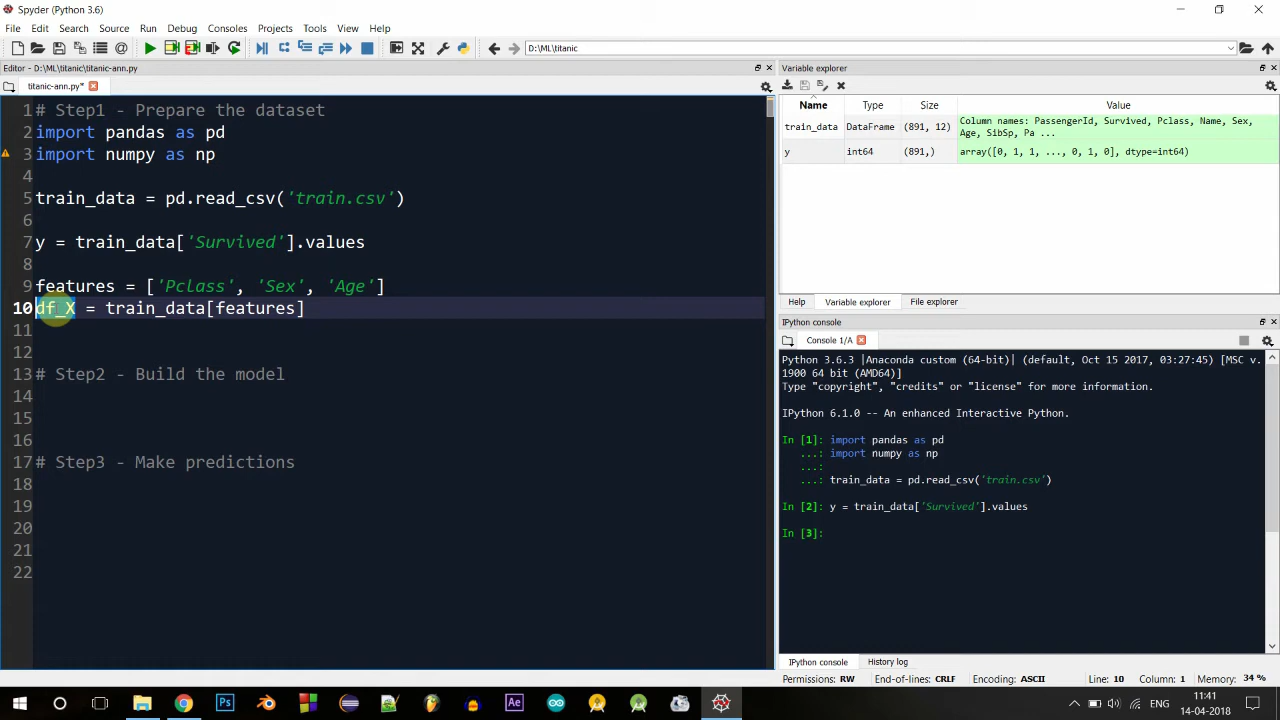 Spyder (Python 3.6)
File Edit Search Source Run Debug Consoles Projects Tools View Help
D:\ML\titanic
Editor - D:\ML\titanic\titanic-ann.py
titanic-ann.py*
1 # Step1 - Prepare the dataset
2 import pandas as pd
3 import numpy as np
4
5 train_data = pd.read_csv('train.csv')
6
7 y = train_data['Survived'].values
8
9 features = ['Pclass', 'Sex', 'Age']
10 df_X = train_data[features]
11
12
13 # Step2 - Build the model
14
15
16
17 # Step3 - Make predictions
18
19
20
21
22
Variable explorer
Name Type Size Value
train_data DataFrame (891, 12) Column names: PassengerId, Survived, Pclass, Name, Sex,
Age, SibSp, Pa ...
y int64 (891,) array([0, 1, 1, ..., 0, 1, 0], dtype=int64)
Help Variable explorer File explorer
IPython console
Console 1/A
Python 3.6.3 |Anaconda custom (64-bit)| (default, Oct 15 2017, 03:27:45) [MSC v.
1900 64 bit (AMD64)]
Type "copyright", "credits" or "license" for more information.
IPython 6.1.0 -- An enhanced Interactive Python.
In [1]: import pandas as pd
...: import numpy as np
...:
...: train_data = pd.read_csv('train.csv')
In [2]: y = train_data['Survived'].values
In [3]:
IPython console History log
Permissions: RW End-of-lines: CRLF Encoding: ASCII Line: 10 Column: 1 Memory: 34 %
Ps Ae ENG 11:41
14-04-2018